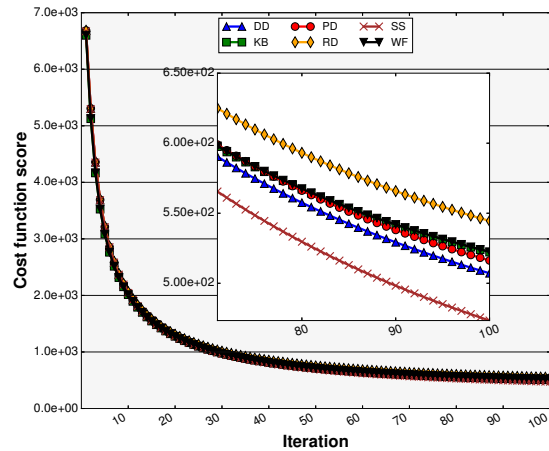 7.0e+03
6.0e+03
5.0e+03
4.0e+03
3.0e+03
2.0e+03
1.0e+03
0.0e+00
Cost function score
DD PD SS
KB RD WF
6.50e+02
6.00e+02
5.50e+02
5.00e+02
80 90 100
10 20 30 40 50 60 70 80 90 100
Iteration